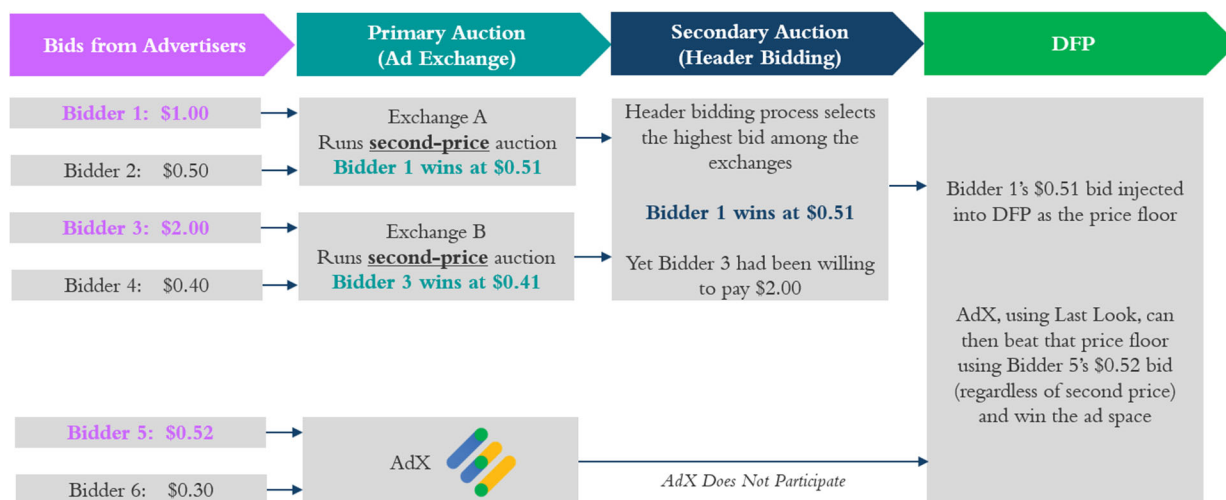 Bids from Advertisers
Primary Auction
(Ad Exchange)
Secondary Auction
(Header Bidding)
DFP
Bidder 1: $1.00
Bidder 2: $0.50
Bidder 3: $2.00
Bidder 4: $0.40
Exchange A
Runs second-price auction
Bidder 1 wins at $0.51
Exchange B
Runs second-price auction
Bidder 3 wins at $0.41
Header bidding process selects
the highest bid among the
exchanges
Bidder 1 wins at $0.51
Yet Bidder 3 had been willing
to pay $2.00
Bidder 1’s $0.51 bid injected
into DFP as the price floor
AdX, using Last Look, can
then beat that price floor
using Bidder 5’s $0.52 bid
(regardless of second price)
and win the ad space
Bidder 5: $0.52
Bidder 6: $0.30
AdX
AdX Does Not Participate